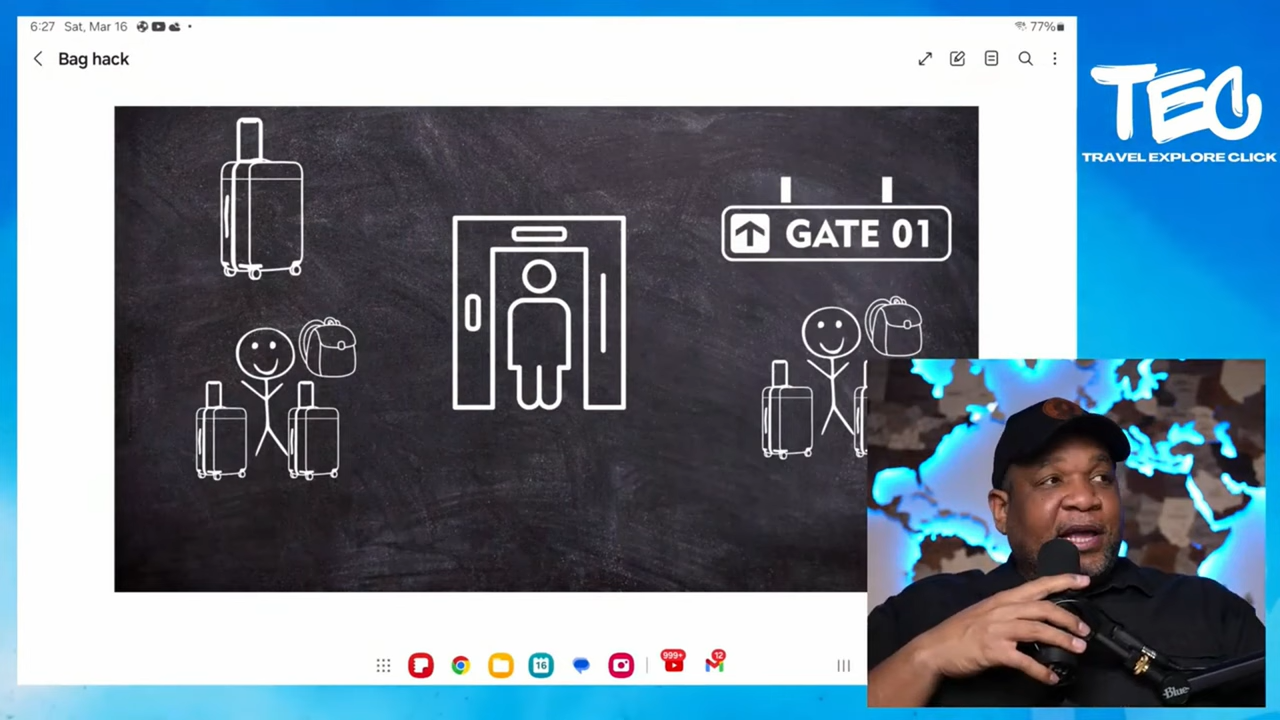 6:27 Sat, Mar 16
77%
Bag hack
TEC
TRAVEL EXPLORE CLICK
GATE 01
16
999+
12
Blue